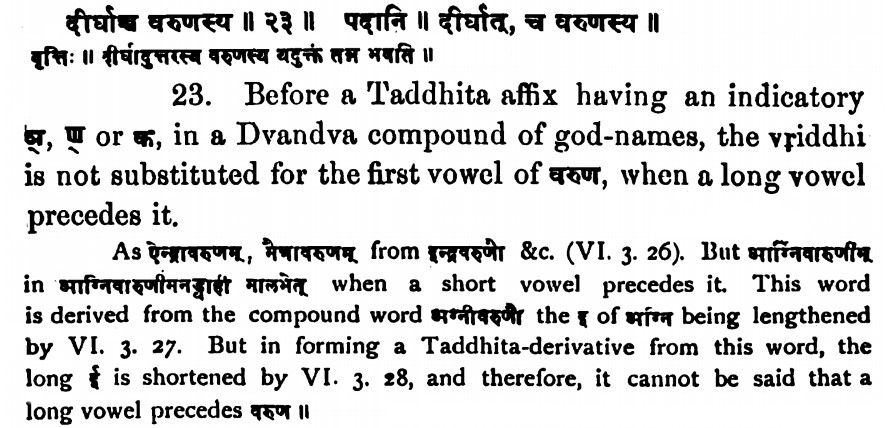 दीर्घाच्च वरुणस्य ॥ २३ ॥ पदानि ॥ दीर्घात्, च वरुणस्य ॥
वृत्तिः ॥ दीर्घादुत्तरस्य वरुणस्य यदुक्तं तन्न भवति ॥
23. Before a Taddhita affix having an indicatory
ञ्, ण् or क, in a Dvandva compound of god-names, the vṛiddhi
is not substituted for the first vowel of वरुण, when a long vowel
precedes it.
As ऐन्द्रावरुणम्, मैत्रावरुणम् from इन्द्रावरुणौ &c. (VI. 3. 26). But आग्निवारुणीम्
in आग्निवारुणीमनड्वाही मालभेत् when a short vowel precedes it. This word
is derived from the compound word अग्नीवरुणौ the इ of अग्नि being lengthened
by VI. 3. 27. But in forming a Taddhita-derivative from this word, the
long ई is shortened by VI. 3. 28, and therefore, it cannot be said that a
long vowel precedes वरुण ॥